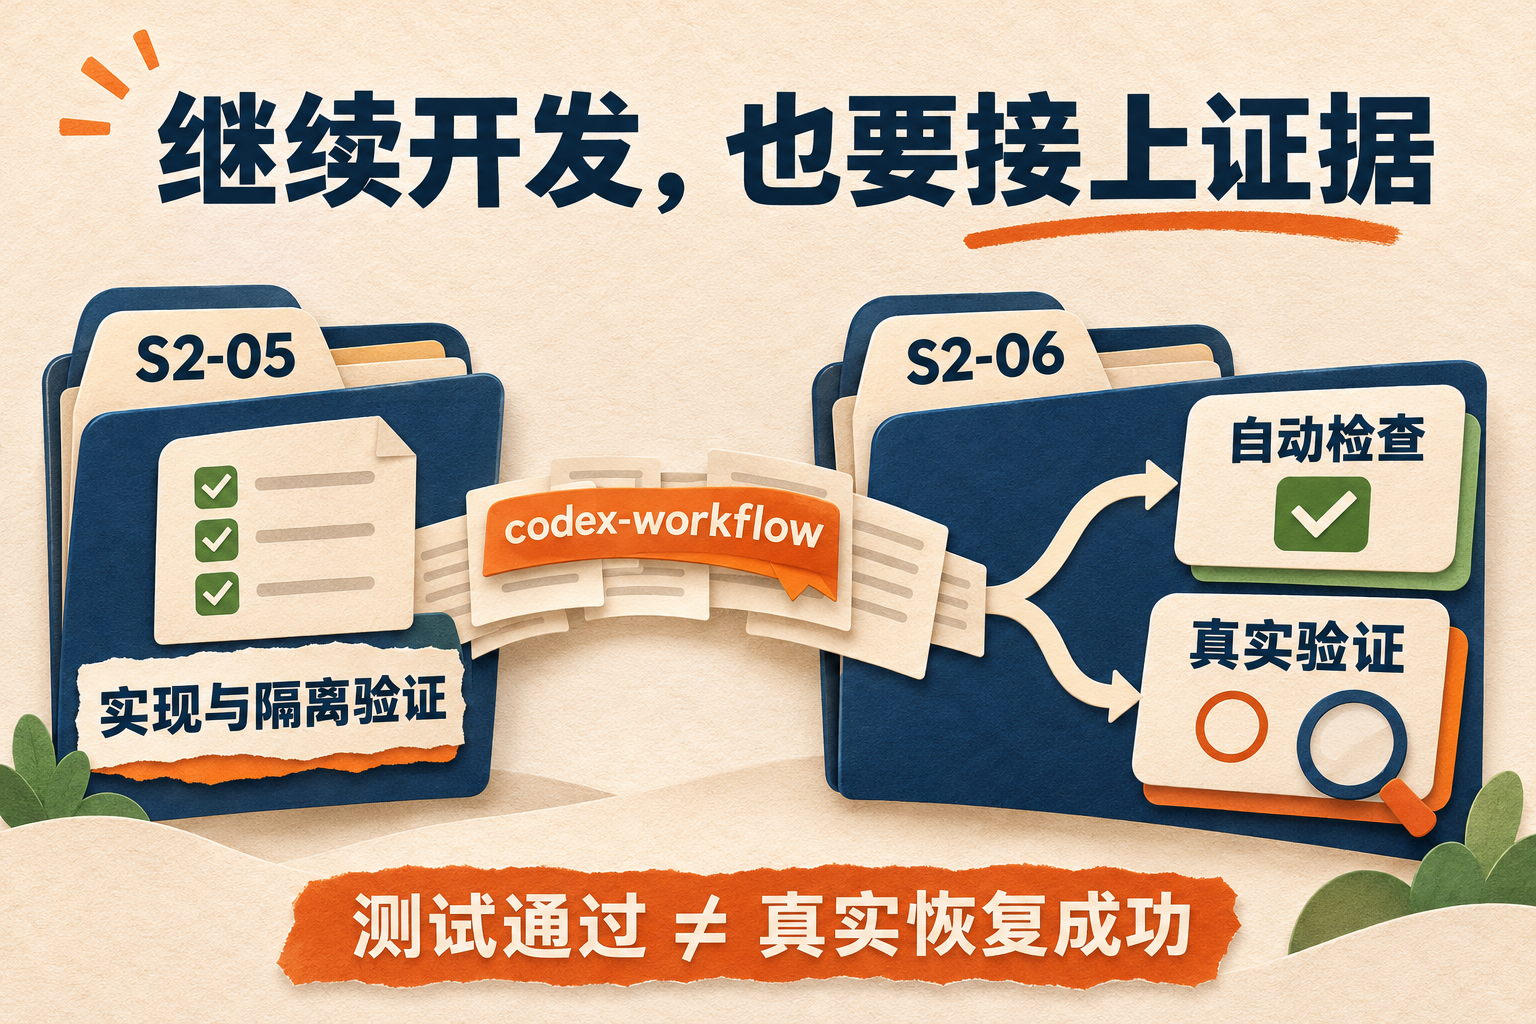 继续开发，也要接上证据
S2-05
实现与隔离验证
codex-workflow
S2-06
自动检查
真实验证
测试通过 ≠ 真实恢复成功